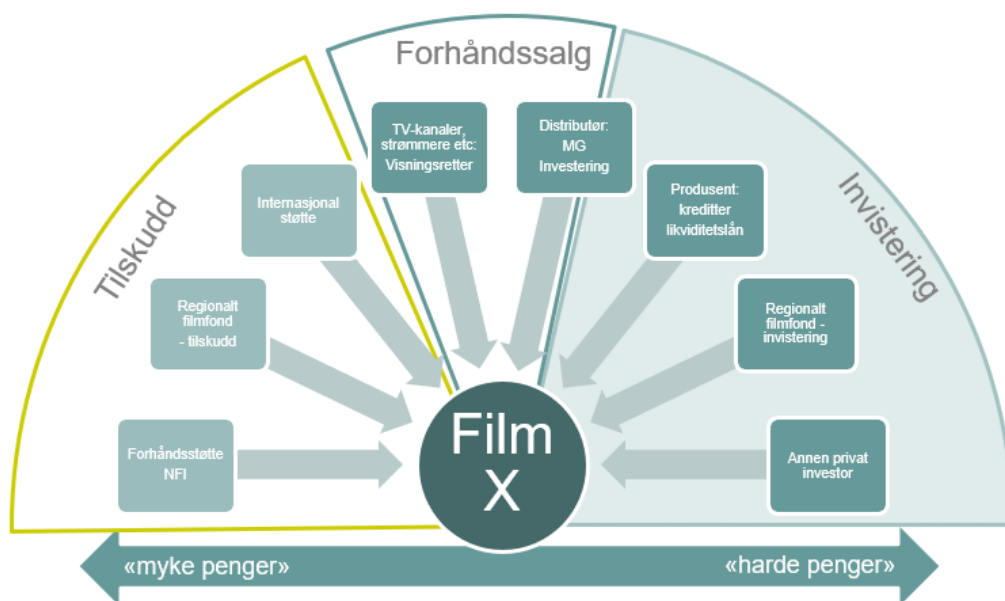 Forhåndssalg
Tilskudd
Invistering
TV-kanaler,
strømmere etc:
Visningsretter
Distributør:
MG
Investering
Internasjonal
støtte
Produsent:
kreditter
likviditetslån
Regionalt
filmfond
- tilskudd
Regionalt
filmfond -
invistering
Forhåndsstøtte
NFI
Film
X
Annen privat
investor
«myke penger»
«harde penger»